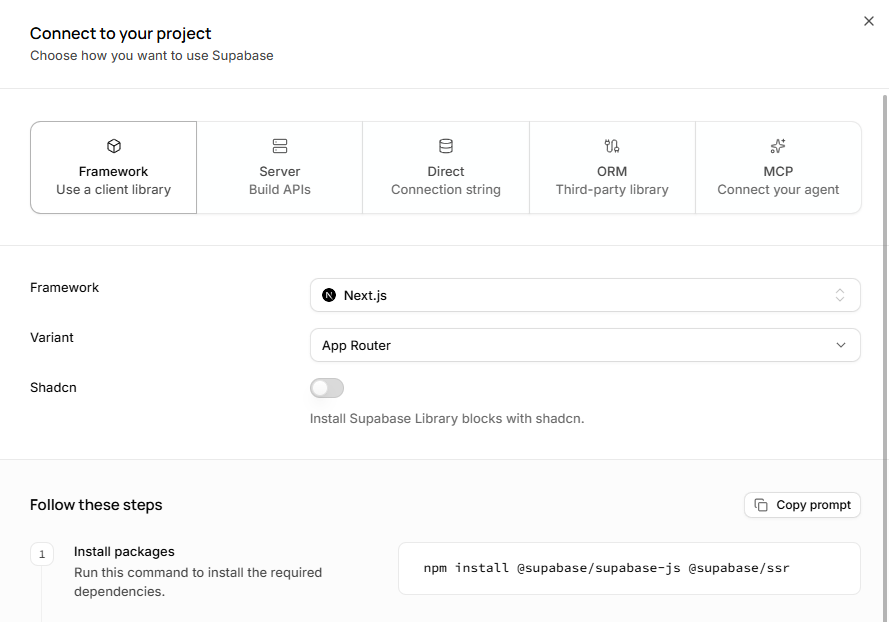 Connect to your project
Choose how you want to use Supabase
Framework
Use a client library
Server
Build APIs
Direct
Connection string
ORM
Third-party library
MCP
Connect your agent
Framework
N Next.js
Variant
App Router
Shadcn
Install Supabase Library blocks with shadcn.
Follow these steps
Copy prompt
1
Install packages
Run this command to install the required
dependencies.
npm install @supabase/supabase-js @supabase/ssr